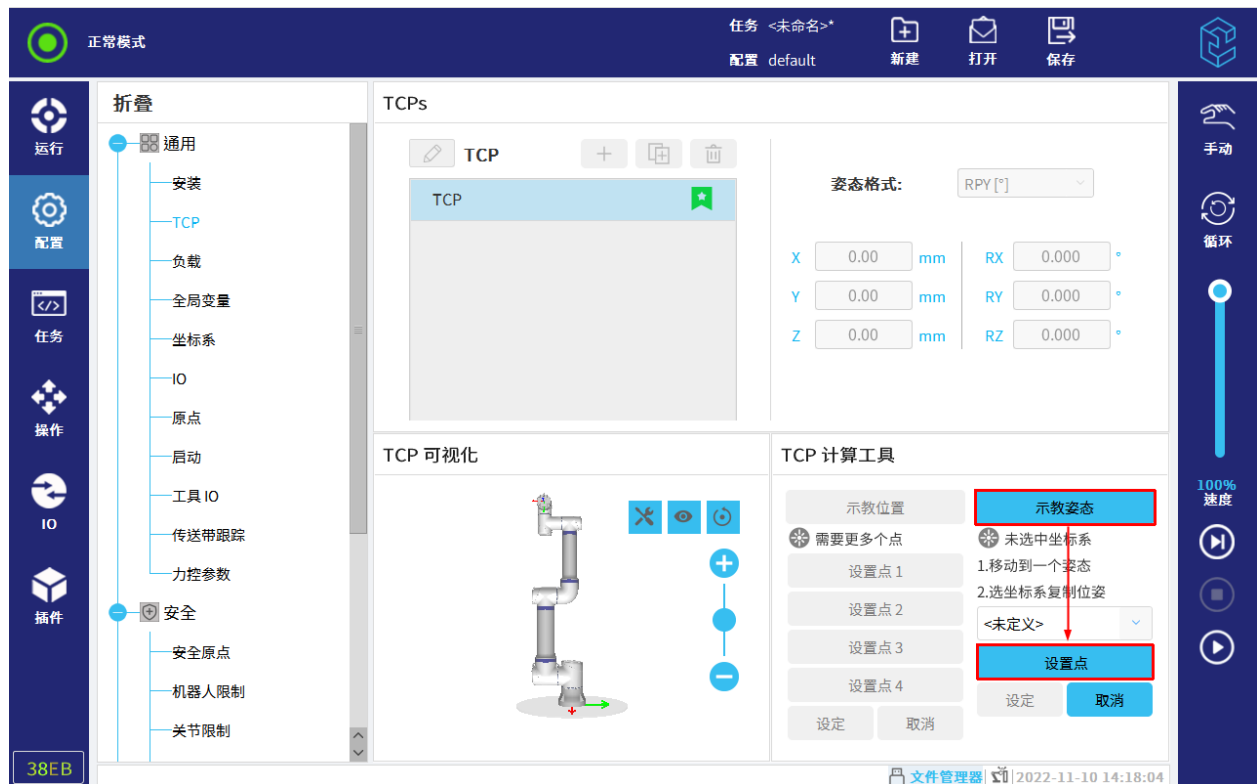 正常模式
任务 <未命名>*
配置 default
新建
打开
保存
运行
配置
任务
操作
IO
插件
38EB
折叠
通用
安装
TCP
负载
全局变量
坐标系
IO
原点
启动
工具 IO
传送带跟踪
力控参数
安全
安全原点
机器人限制
关节限制
TCPs
TCP
TCP
姿态格式:
RPY [°]
X 0.00 mm RX 0.000 °
Y 0.00 mm RY 0.000 °
Z 0.00 mm RZ 0.000 °
TCP 可视化
TCP 计算工具
示教位置
需要更多个点
设置点 1
设置点 2
设置点 3
设置点 4
设定 取消
示教姿态
未选中坐标系
1.移动到一个姿态
2.选坐标系复制位姿
<未定义>
设置点
设定 取消
手动
循环
100%
速度
文件管理器
2022-11-10 14:18:04